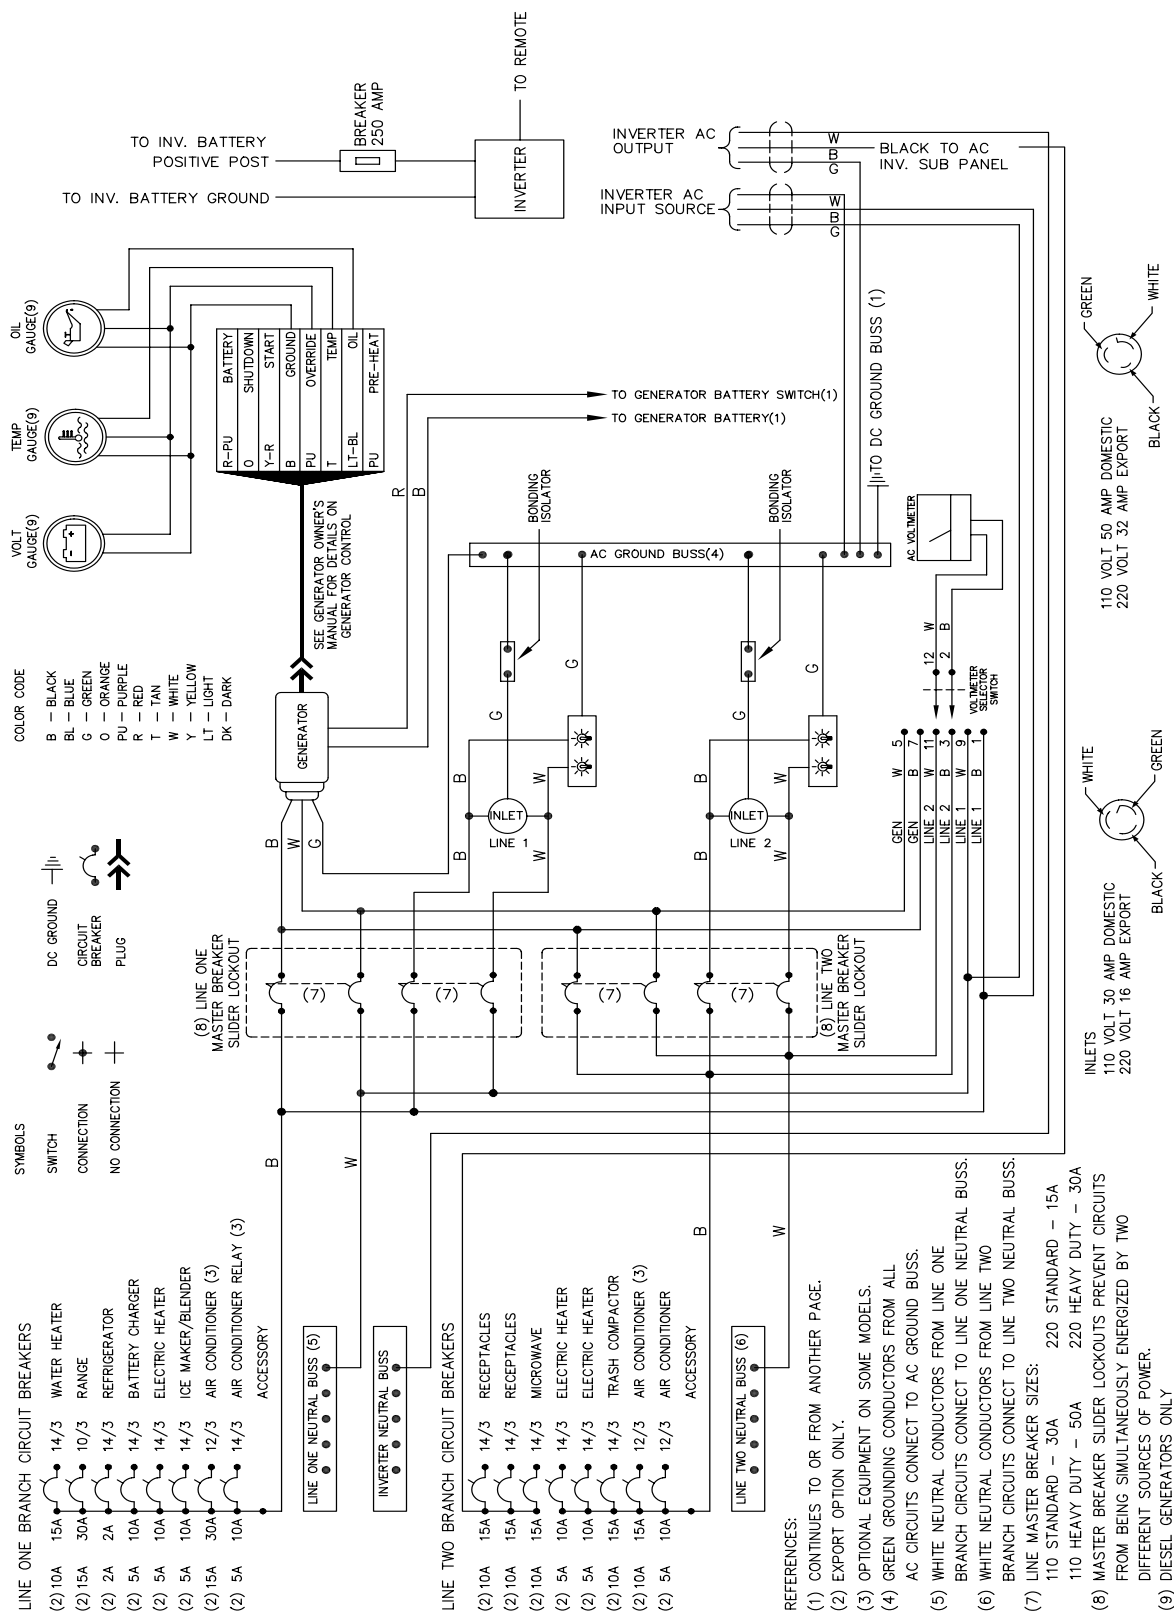 LINE ONE BRANCH CIRCUIT BREAKERS
(2) 10A 15A 14/3 WATER HEATER
(2) 15A 30A 10/3 RANGE
(2) 2A 2A 14/3 REFRIGERATOR
(2) 5A 10A 14/3 BATTERY CHARGER
(2) 5A 10A 14/3 ELECTRIC HEATER
(2) 5A 10A 14/3 ICE MAKER/BLENDER
(2) 15A 30A 12/3 AIR CONDITIONER (3)
(2) 5A 10A 14/3 AIR CONDITIONER RELAY (3)
ACCESSORY
LINE ONE NEUTRAL BUSS (5)
INVERTER NEUTRAL BUSS
LINE TWO BRANCH CIRCUIT BREAKERS
(2) 10A 15A 14/3 RECEPTACLES
(2) 10A 15A 14/3 RECEPTACLES
(2) 10A 15A 14/3 MICROWAVE
(2) 5A 10A 14/3 ELECTRIC HEATER
(2) 5A 10A 14/3 ELECTRIC HEATER
(2) 10A 15A 14/3 TRASH COMPACTOR
(2) 10A 15A 12/3 AIR CONDITIONER (3)
(2) 5A 10A 12/3 AIR CONDITIONER
ACCESSORY
LINE TWO NEUTRAL BUSS (6)
REFERENCES:
(1) CONTINUES TO OR FROM ANOTHER PAGE.
(2) EXPORT OPTION ONLY.
(3) OPTIONAL EQUIPMENT ON SOME MODELS.
(4) GREEN GROUNDING CONDUCTORS FROM ALL
AC CIRCUITS CONNECT TO AC GROUND BUSS.
(5) WHITE NEUTRAL CONDUCTORS FROM LINE ONE
BRANCH CIRCUITS CONNECT TO LINE ONE NEUTRAL BUSS.
(6) WHITE NEUTRAL CONDUCTORS FROM LINE TWO
BRANCH CIRCUITS CONNECT TO LINE TWO NEUTRAL BUSS.
(7) LINE MASTER BREAKER SIZES:
110 STANDARD - 30A 220 STANDARD - 15A
110 HEAVY DUTY - 50A 220 HEAVY DUTY - 30A
(8) MASTER BREAKER SLIDER LOCKOUTS PREVENT CIRCUITS
FROM BEING SIMULTANEOUSLY ENERGIZED BY TWO
DIFFERENT SOURCES OF POWER.
(9) DIESEL GENERATORS ONLY
SYMBOLS
SWITCH
CONNECTION
NO CONNECTION
DC GROUND
CIRCUIT
BREAKER
PLUG
COLOR CODE
B - BLACK
BL - BLUE
G - GREEN
O - ORANGE
PU - PURPLE
R - RED
T - TAN
W - WHITE
Y - YELLOW
LT - LIGHT
DK - DARK
VOLT
GAUGE(9)
TEMP
GAUGE(9)
OIL
GAUGE(9)
R-PU BATTERY
O SHUTDOWN
Y-R START
B GROUND
PU OVERRIDE
T TEMP
LT-BL OIL
PU PRE-HEAT
SEE GENERATOR OWNER'S
MANUAL FOR DETAILS ON
GENERATOR CONTROL
GENERATOR
R
B
TO GENERATOR BATTERY SWITCH(1)
TO GENERATOR BATTERY(1)
TO INV. BATTERY
POSITIVE POST
TO INV. BATTERY GROUND
BREAKER
250 AMP
INVERTER
TO REMOTE
INVERTER AC
OUTPUT
W
B
G
BLACK TO AC
INV. SUB PANEL
INVERTER AC
INPUT SOURCE
W
B
G
TO DC GROUND BUSS (1)
AC GROUND BUSS(4)
BONDING
ISOLATOR
BONDING
ISOLATOR
G
G
G
G
B
W
G
B
W
INLET
LINE 1
B
W
B
W
INLET
LINE 2
B
W
(8) LINE ONE
MASTER BREAKER
SLIDER LOCKOUT
(7)
(7)
(7)
(7)
(8) LINE TWO
MASTER BREAKER
SLIDER LOCKOUT
B
W
B
W
AC VOLTMETER
12 W
2 B
VOLTMETER
SELECTOR
SWITCH
GEN W 5
GEN B 7
LINE 2 W 11
LINE 2 B 3
LINE 1 W 9
LINE 1 B 1
INLETS
110 VOLT 30 AMP DOMESTIC
220 VOLT 16 AMP EXPORT
BLACK
WHITE
GREEN
110 VOLT 50 AMP DOMESTIC
220 VOLT 32 AMP EXPORT
BLACK
GREEN
WHITE